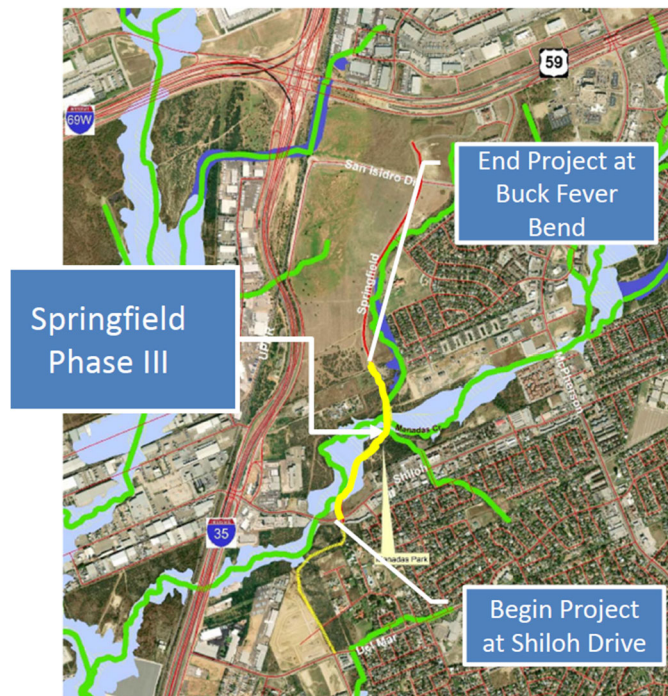 59
69W
San Isidro Dr
End Project at
Buck Fever
Bend
Springfield
Springfield
Phase III
UPRR
McPherson
Manadas Cr
Shiloh
35
Manadas Park
Begin Project
at Shiloh Drive
Del Mar